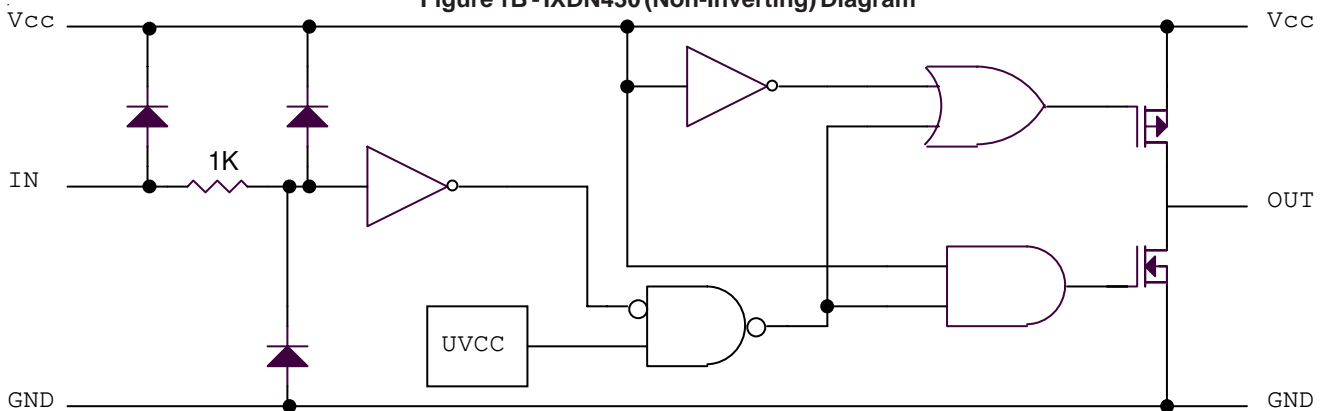 Figure 1B - IXDN430 (Non-Inverting) Diagram
Vcc
Vcc
1K
IN
OUT
UVCC
GND
GND